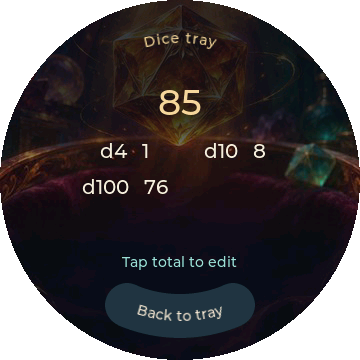 Dice tray
85
d4 1 d10 8
d100 76
Tap total to edit
Back to tray